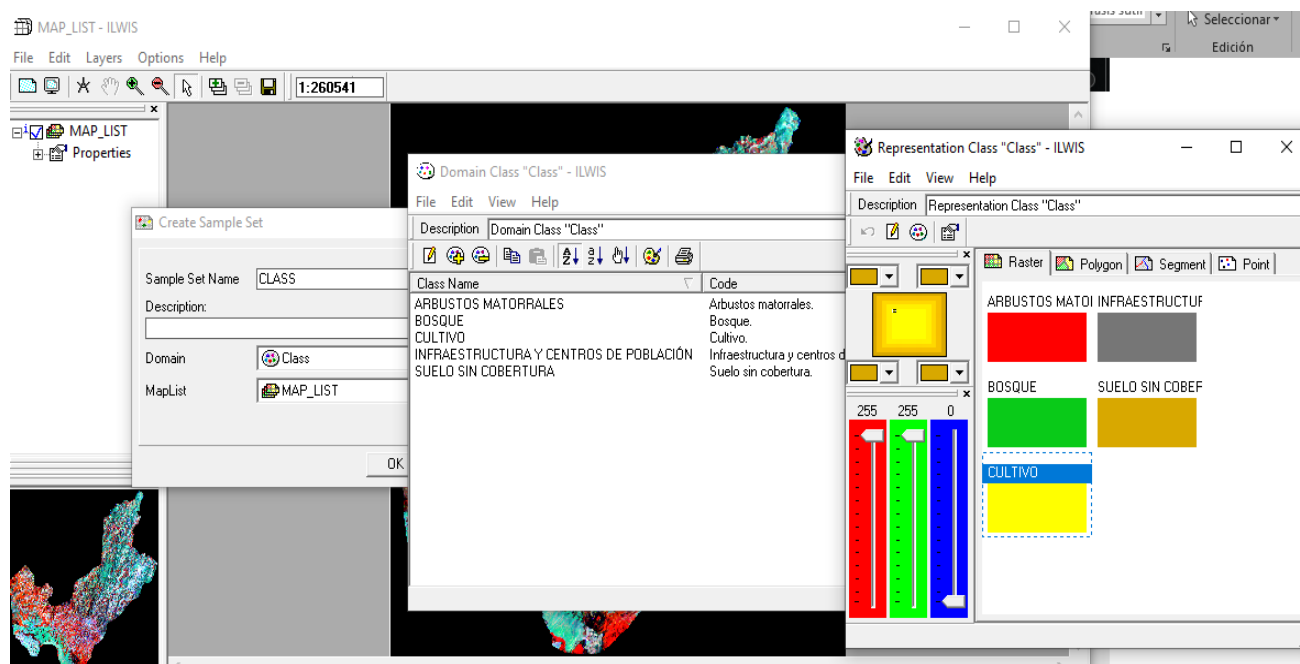 MAP_LIST - ILWIS
File Edit Layers Options Help
1:260541
MAP_LIST
Properties
Seleccionar
Edición
Create Sample Set
Sample Set Name CLASS
Description:
Domain Class
MapList MAP_LIST
OK
Domain Class "Class" - ILWIS
File Edit View Help
Description Domain Class "Class"
Class Name Code
ARBUSTOS MATORRALES Arbustos matorrales.
BOSQUE Bosque.
CULTIVO Cultivo.
INFRAESTRUCTURA Y CENTROS DE POBLACIÓN Infraestructura y centros d
SUELO SIN COBERTURA Suelo sin cobertura.
Representation Class "Class" - ILWIS
File Edit View Help
Description Representation Class "Class"
Raster Polygon Segment Point
255 255 0
ARBUSTOS MATOI INFRAESTRUCTUF
BOSQUE SUELO SIN COBEF
CULTIVO